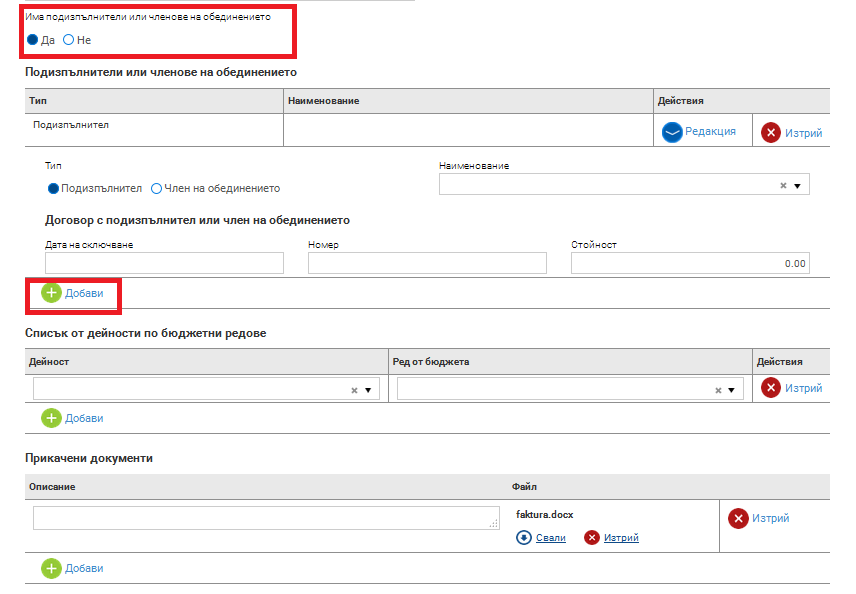 Има подизпълнители или членове на обединението
Да Не
Подизпълнители или членове на обединението
Тип Наименование Действия
Подизпълнител Редакция Изтрий
Тип Наименование
Подизпълнител Член на обединението
Договор с подизпълнител или член на обединението
Дата на сключване Номер Стойност
0.00
Добави
Списък от дейности по бюджетни редове
Дейност Ред от бюджета Действия
Изтрий
Добави
Прикачени документи
Описание Файл
faktura.docx
Изтрий
Свали Изтрий
Добави